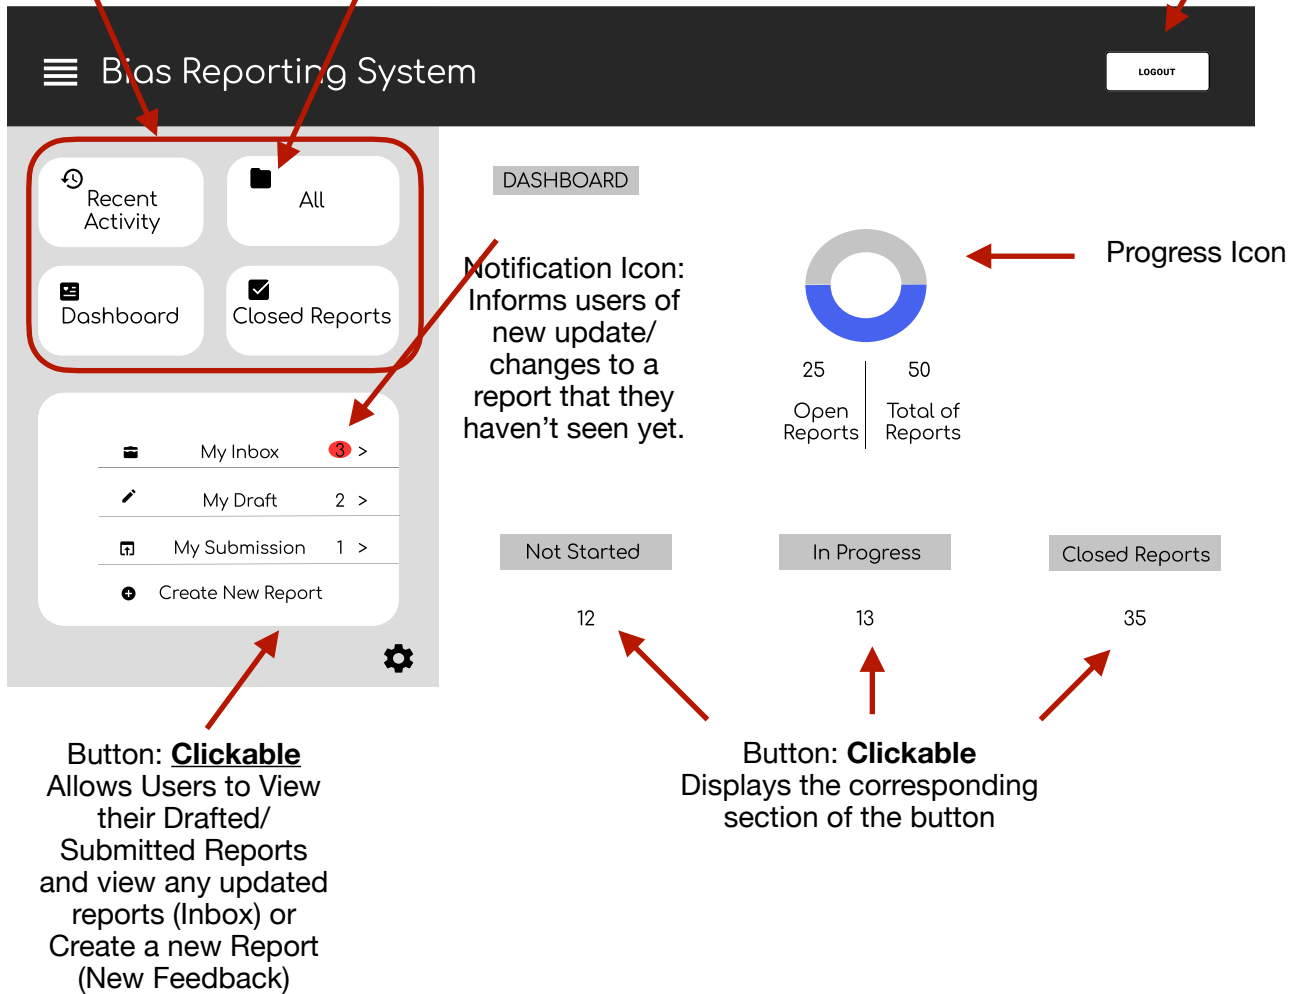 Bias Reporting System
LOGOUT
Recent
Activity
All
Dashboard
Closed Reports
My Inbox 3 >
My Draft 2 >
My Submission 1 >
Create New Report
DASHBOARD
Notification Icon:
Informs users of
new update/
changes to a
report that they
haven’t seen yet.
Progress Icon
25 50
Open Total of
Reports Reports
Not Started In Progress Closed Reports
12 13 35
Button: Clickable
Allows Users to View
their Drafted/
Submitted Reports
and view any updated
reports (Inbox) or
Create a new Report
(New Feedback)
Button: Clickable
Displays the corresponding
section of the button